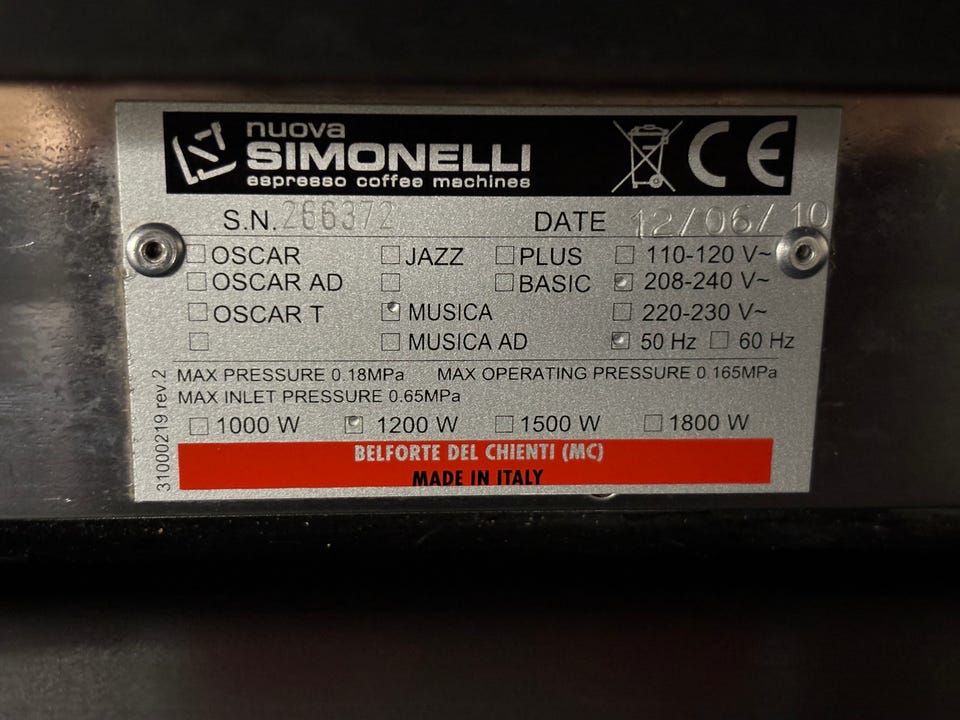 nuova
SIMONELLI
espresso coffee machines
CE
S.N. 266372 DATE 12/06/10
OSCAR JAZZ PLUS 110-120 V~
OSCAR AD BASIC 208-240 V~
OSCAR T MUSICA 220-230 V~
MUSICA AD 50 Hz 60 Hz
MAX PRESSURE 0.18MPa MAX OPERATING PRESSURE 0.165MPa
MAX INLET PRESSURE 0.65MPa
1000 W 1200 W 1500 W 1800 W
BELFORTE DEL CHIENTI (MC)
MADE IN ITALY
31000219 rev.2